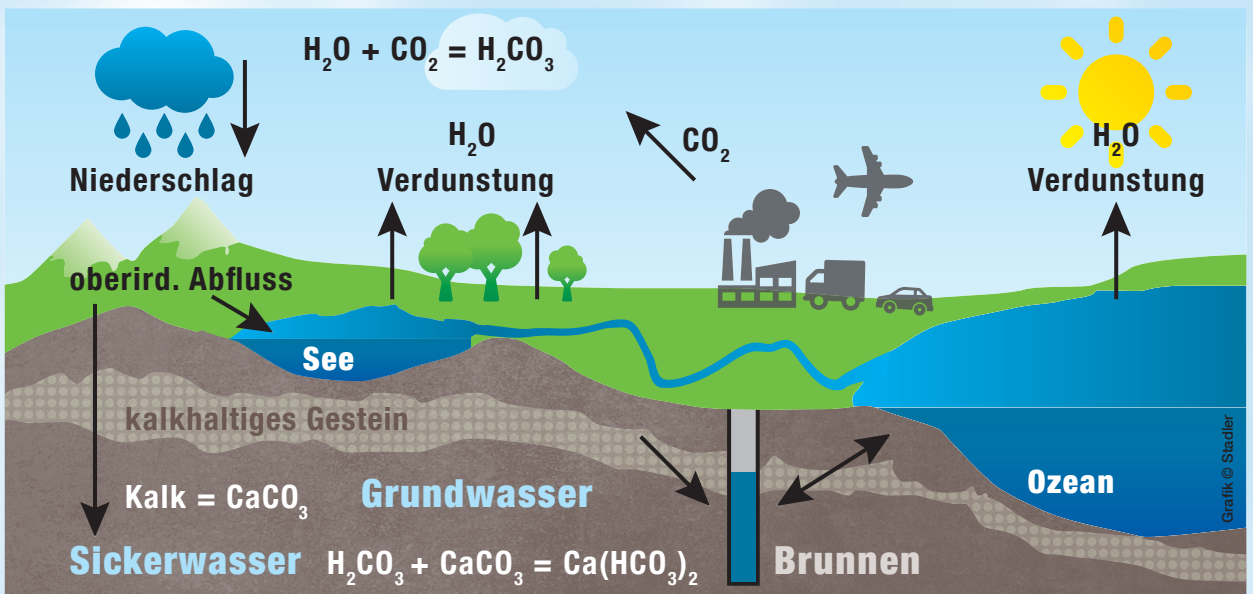 H₂O + CO₂ = H₂CO₃
H₂O
Verdunstung
CO₂
H₂O
Verdunstung
Niederschlag
oberird. Abfluss
See
kalkhaltiges Gestein
Kalk = CaCO₃
Grundwasser
Sickerwasser
H₂CO₃ + CaCO₃ = Ca(HCO₃)₂
Brunnen
Ozean
Grafik © Stadler